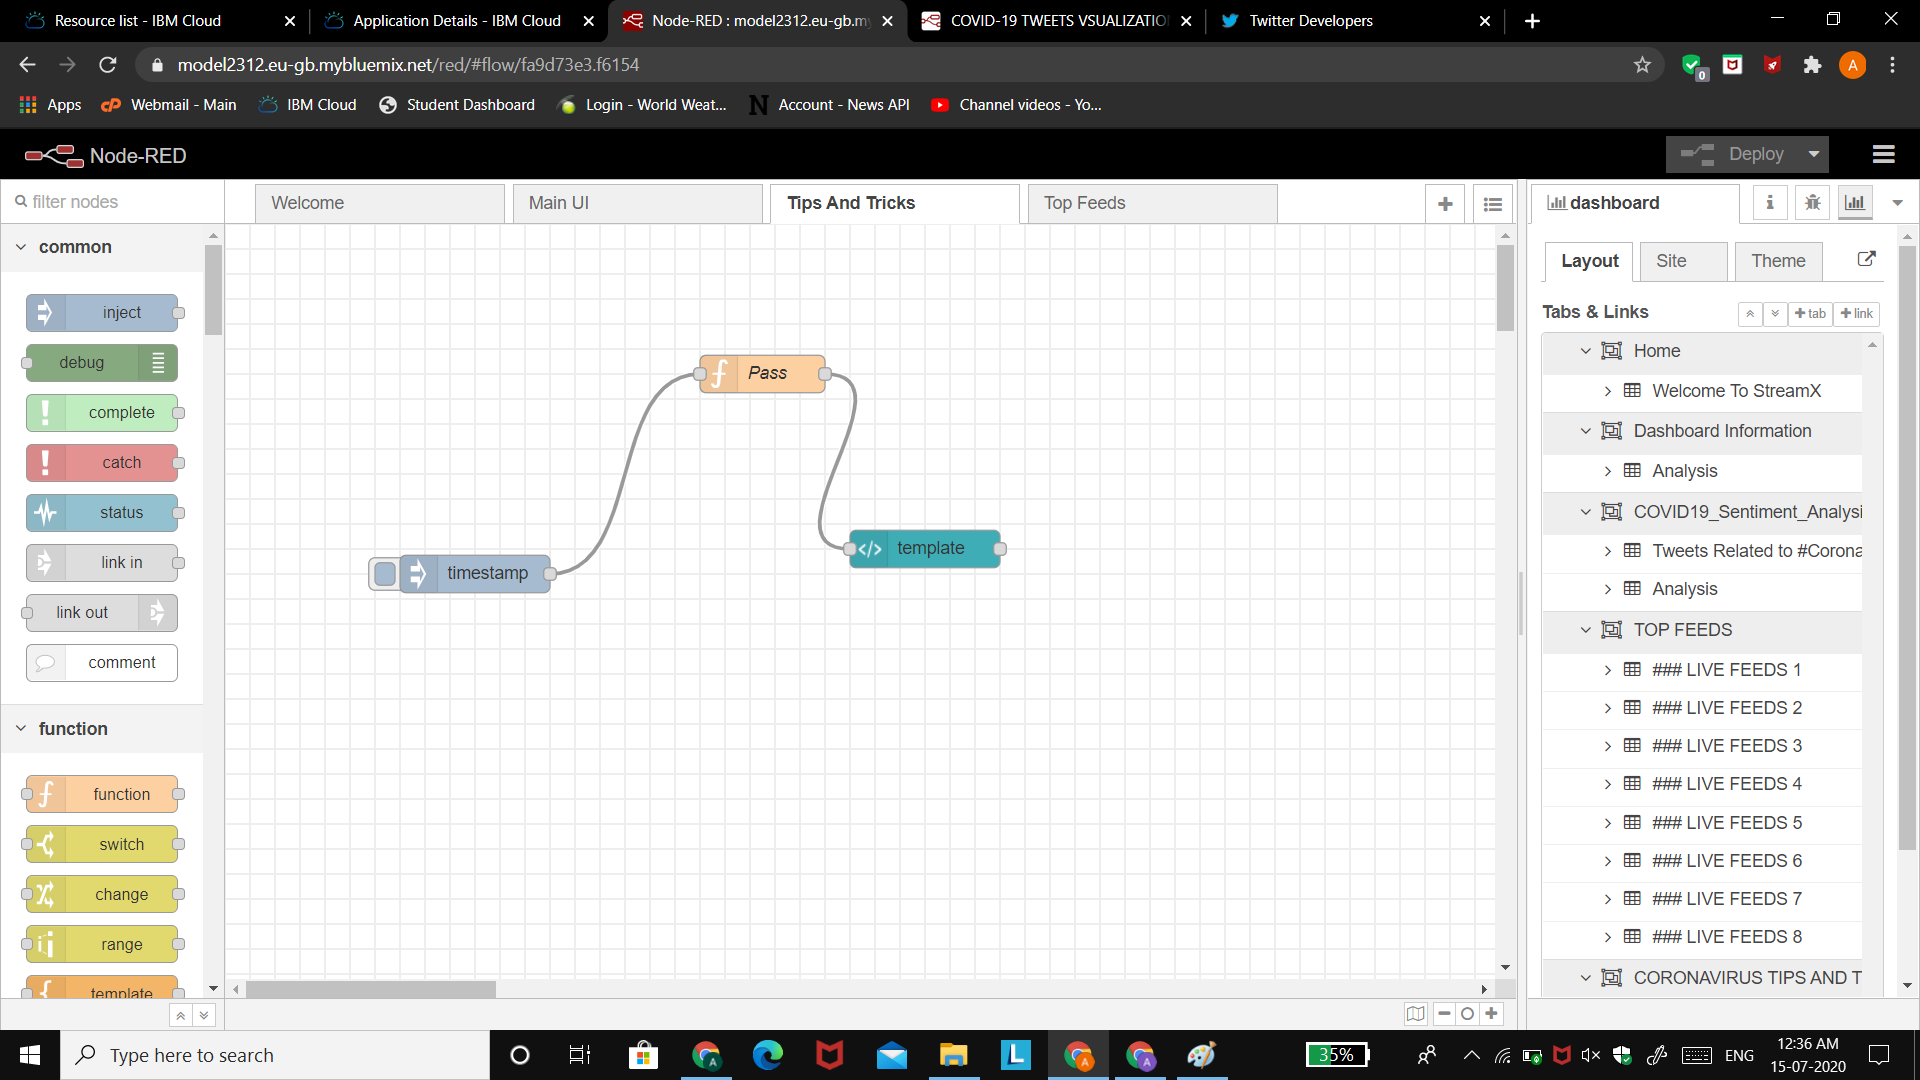 Resource list - IBM Cloud
Application Details - IBM Cloud
Node-RED : model2312.eu-gb.my
COVID-19 TWEETS VSUALIZATIO
Twitter Developers
model2312.eu-gb.mybluemix.net/red/#flow/fa9d73e3.f6154
0
A
Apps
Webmail - Main
IBM Cloud
Student Dashboard
Login - World Weat...
Account - News API
Channel videos - Yo...
Node-RED
Deploy
filter nodes
Welcome
Main UI
Tips And Tricks
Top Feeds
dashboard
common
inject
debug
complete
catch
status
link in
link out
comment
function
function
switch
change
range
template
Pass
timestamp
template
Layout
Site
Theme
Tabs & Links
tab
link
Home
Welcome To StreamX
Dashboard Information
Analysis
COVID19_Sentiment_Analysi
Tweets Related to #Corona
Analysis
TOP FEEDS
### LIVE FEEDS 1
### LIVE FEEDS 2
### LIVE FEEDS 3
### LIVE FEEDS 4
### LIVE FEEDS 5
### LIVE FEEDS 6
### LIVE FEEDS 7
### LIVE FEEDS 8
CORONAVIRUS TIPS AND T
Type here to search
35%
ENG
12:36 AM
15-07-2020